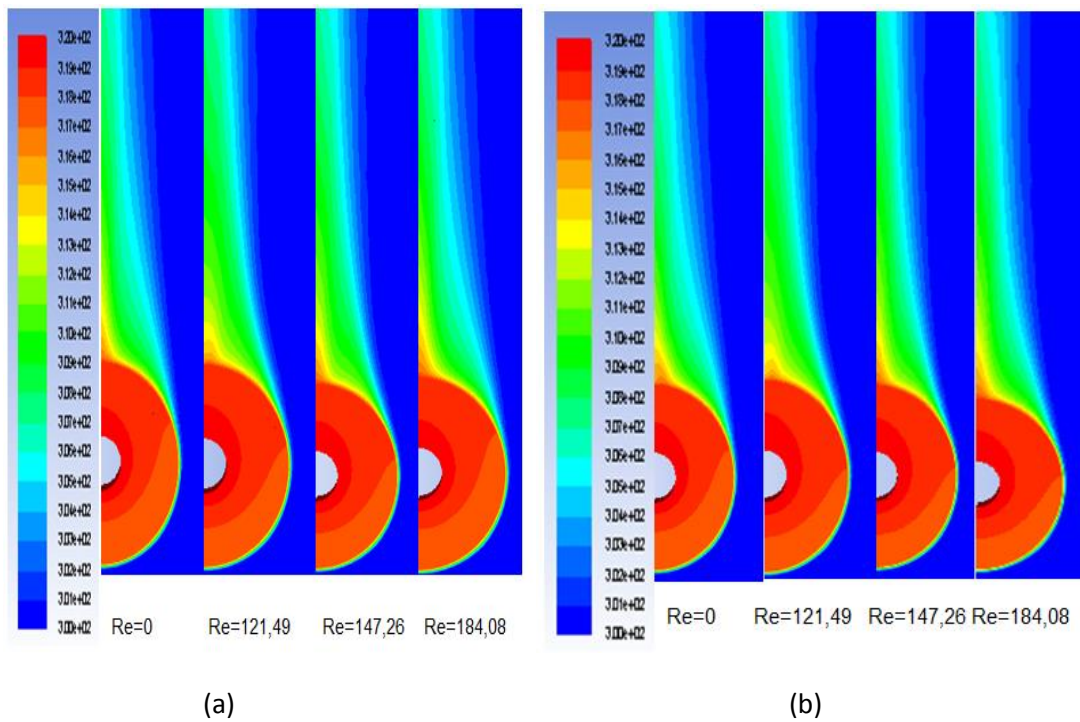 3.20e+02
3.19e+02
3.18e+02
3.17e+02
3.16e+02
3.15e+02
3.14e+02
3.13e+02
3.12e+02
3.11e+02
3.10e+02
3.09e+02
3.08e+02
3.07e+02
3.06e+02
3.05e+02
3.04e+02
3.03e+02
3.02e+02
3.01e+02
3.00e+02
Re=0 Re=121,49 Re=147,26 Re=184,08
(a)
3.20e+02
3.19e+02
3.18e+02
3.17e+02
3.16e+02
3.15e+02
3.14e+02
3.13e+02
3.12e+02
3.11e+02
3.10e+02
3.09e+02
3.08e+02
3.07e+02
3.06e+02
3.05e+02
3.04e+02
3.03e+02
3.02e+02
3.01e+02
3.00e+02
Re=0 Re=121,49 Re=147,26 Re=184,08
(b)